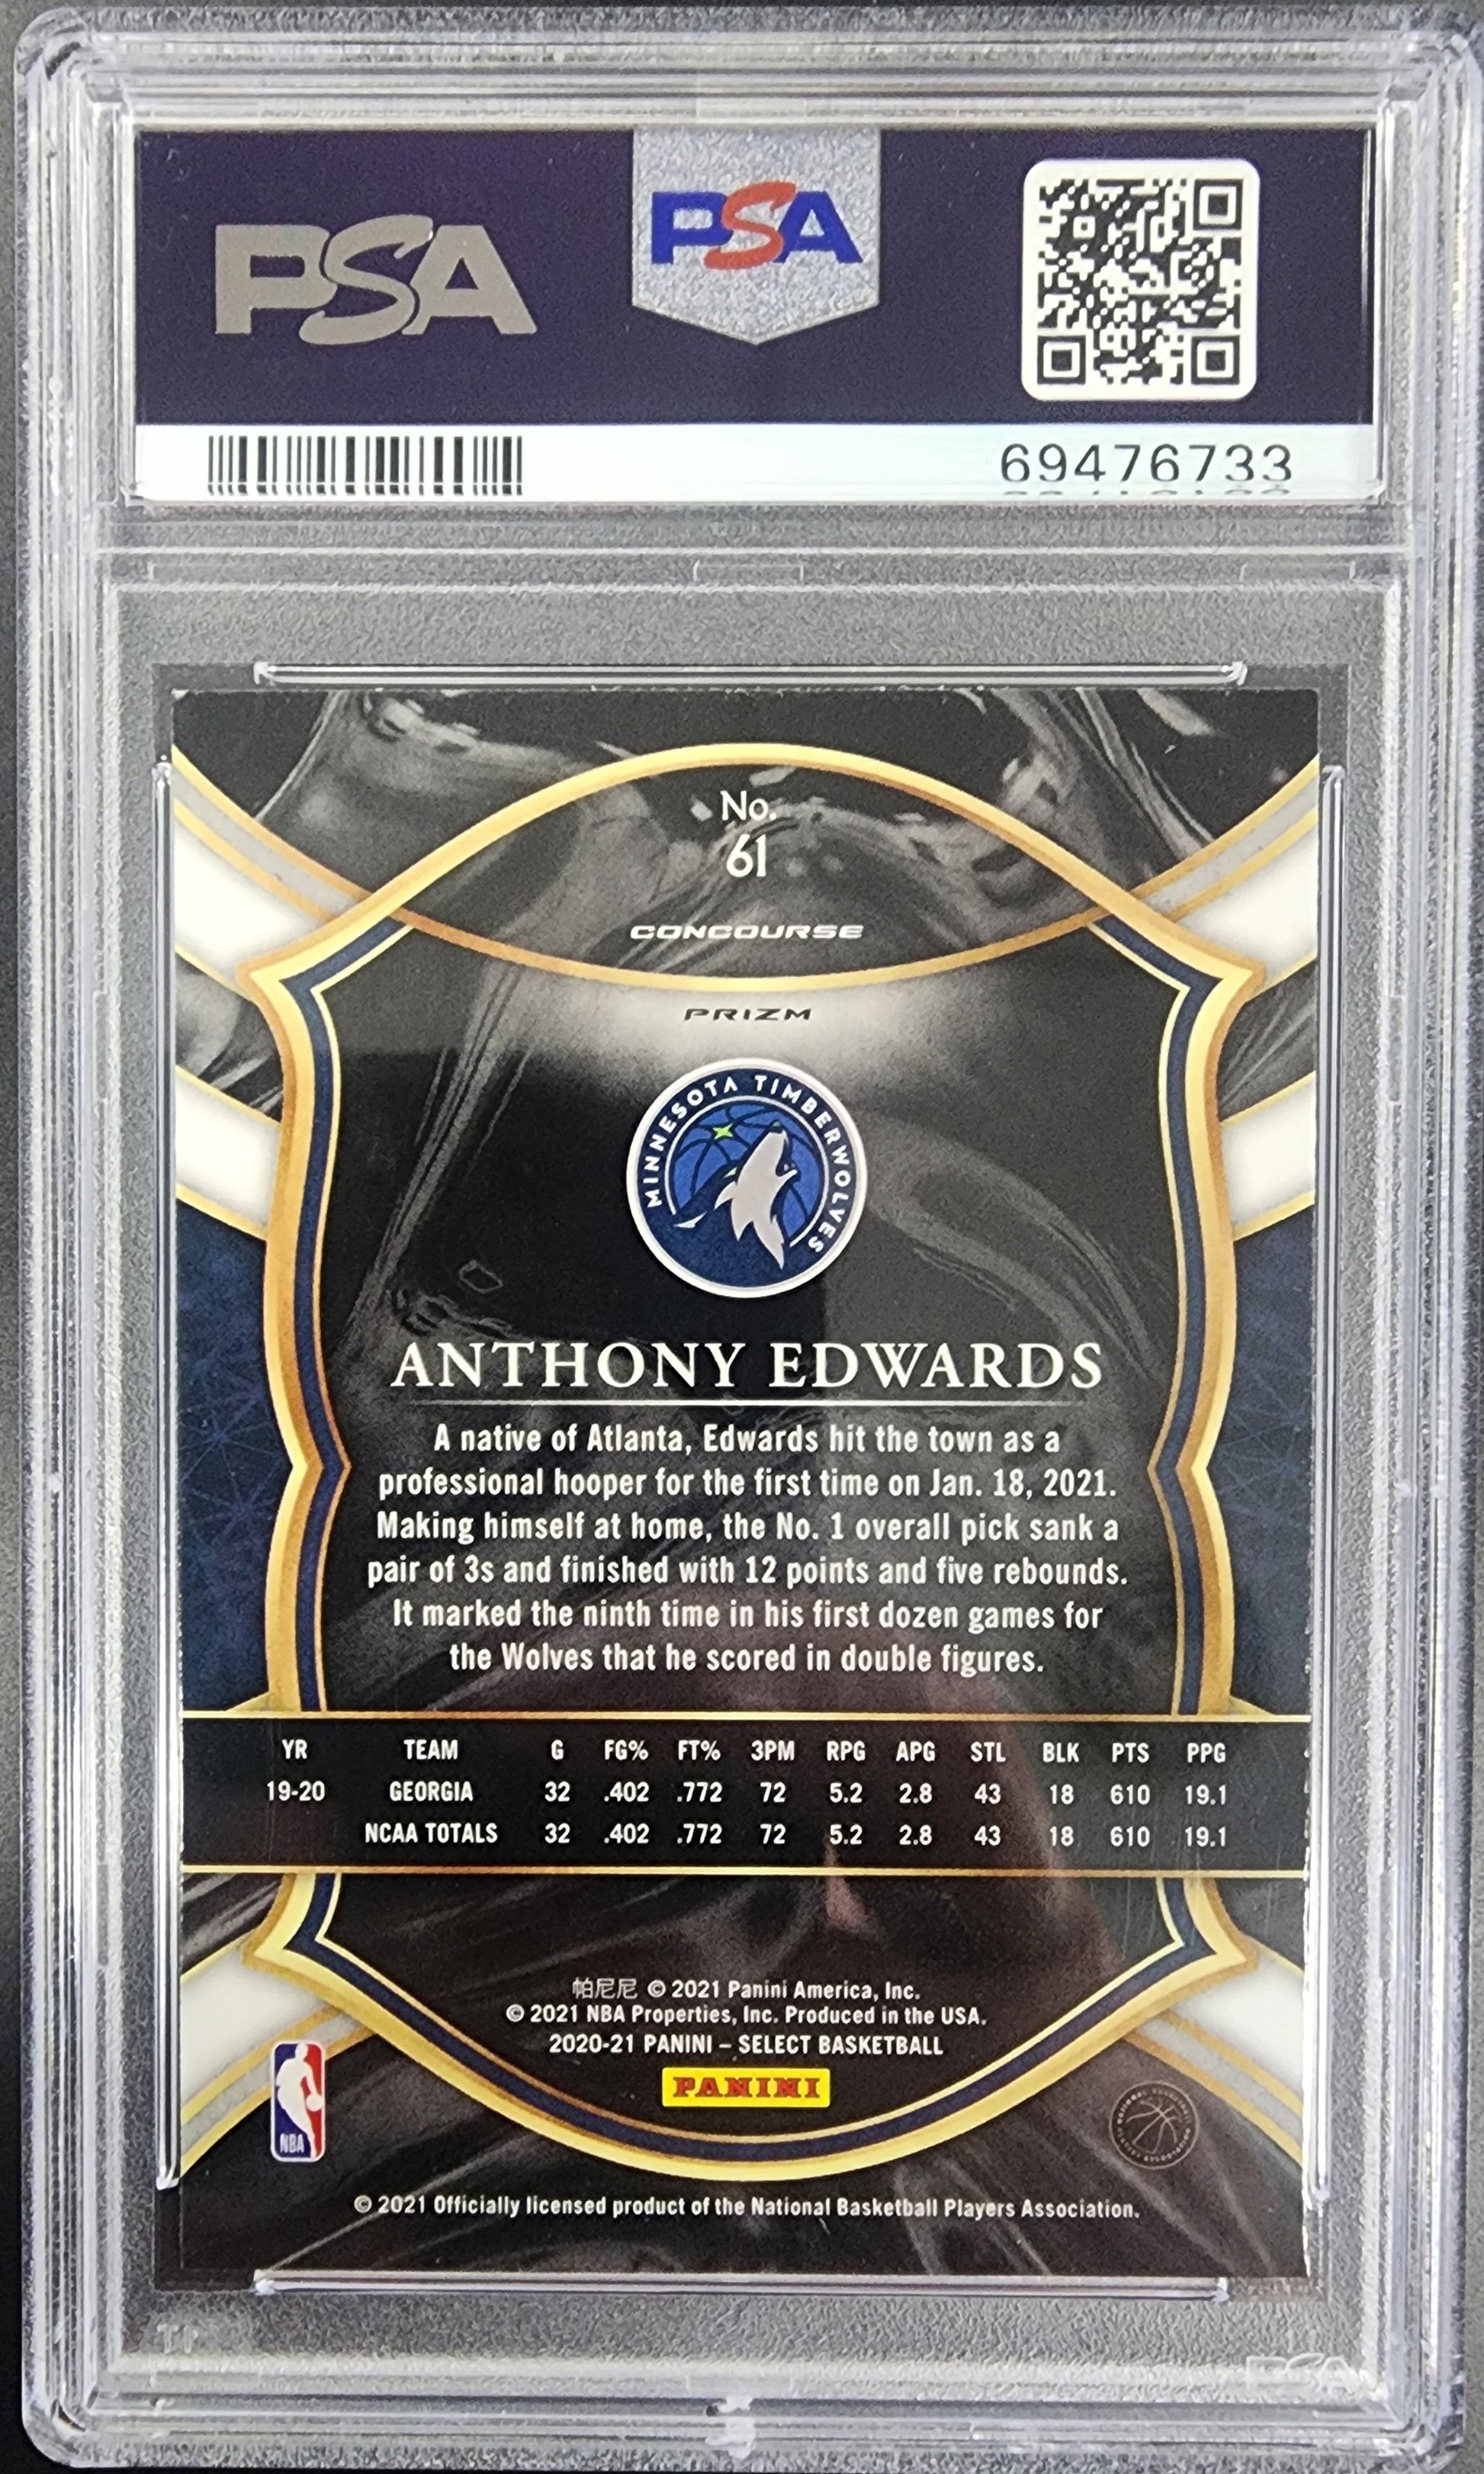 PSA
PSA
69476733
No.
61
CONCOURSE
PRIZM
MINNESOTA TIMBERWOLVES
ANTHONY EDWARDS
A native of Atlanta, Edwards hit the town as a
professional hooper for the first time on Jan. 18, 2021.
Making himself at home, the No. 1 overall pick sank a
pair of 3s and finished with 12 points and five rebounds.
It marked the ninth time in his first dozen games for
the Wolves that he scored in double figures.
YR TEAM G FG% FT% 3PM RPG APG STL BLK PTS PPG
19-20 GEORGIA 32 .402 .772 72 5.2 2.8 43 18 610 19.1
NCAA TOTALS 32 .402 .772 72 5.2 2.8 43 18 610 19.1
帕尼尼 © 2021 Panini America, Inc.
© 2021 NBA Properties, Inc. Produced in the USA.
2020-21 PANINI – SELECT BASKETBALL
PANINI
NBA
© 2021 Officially licensed product of the National Basketball Players Association.
PSA